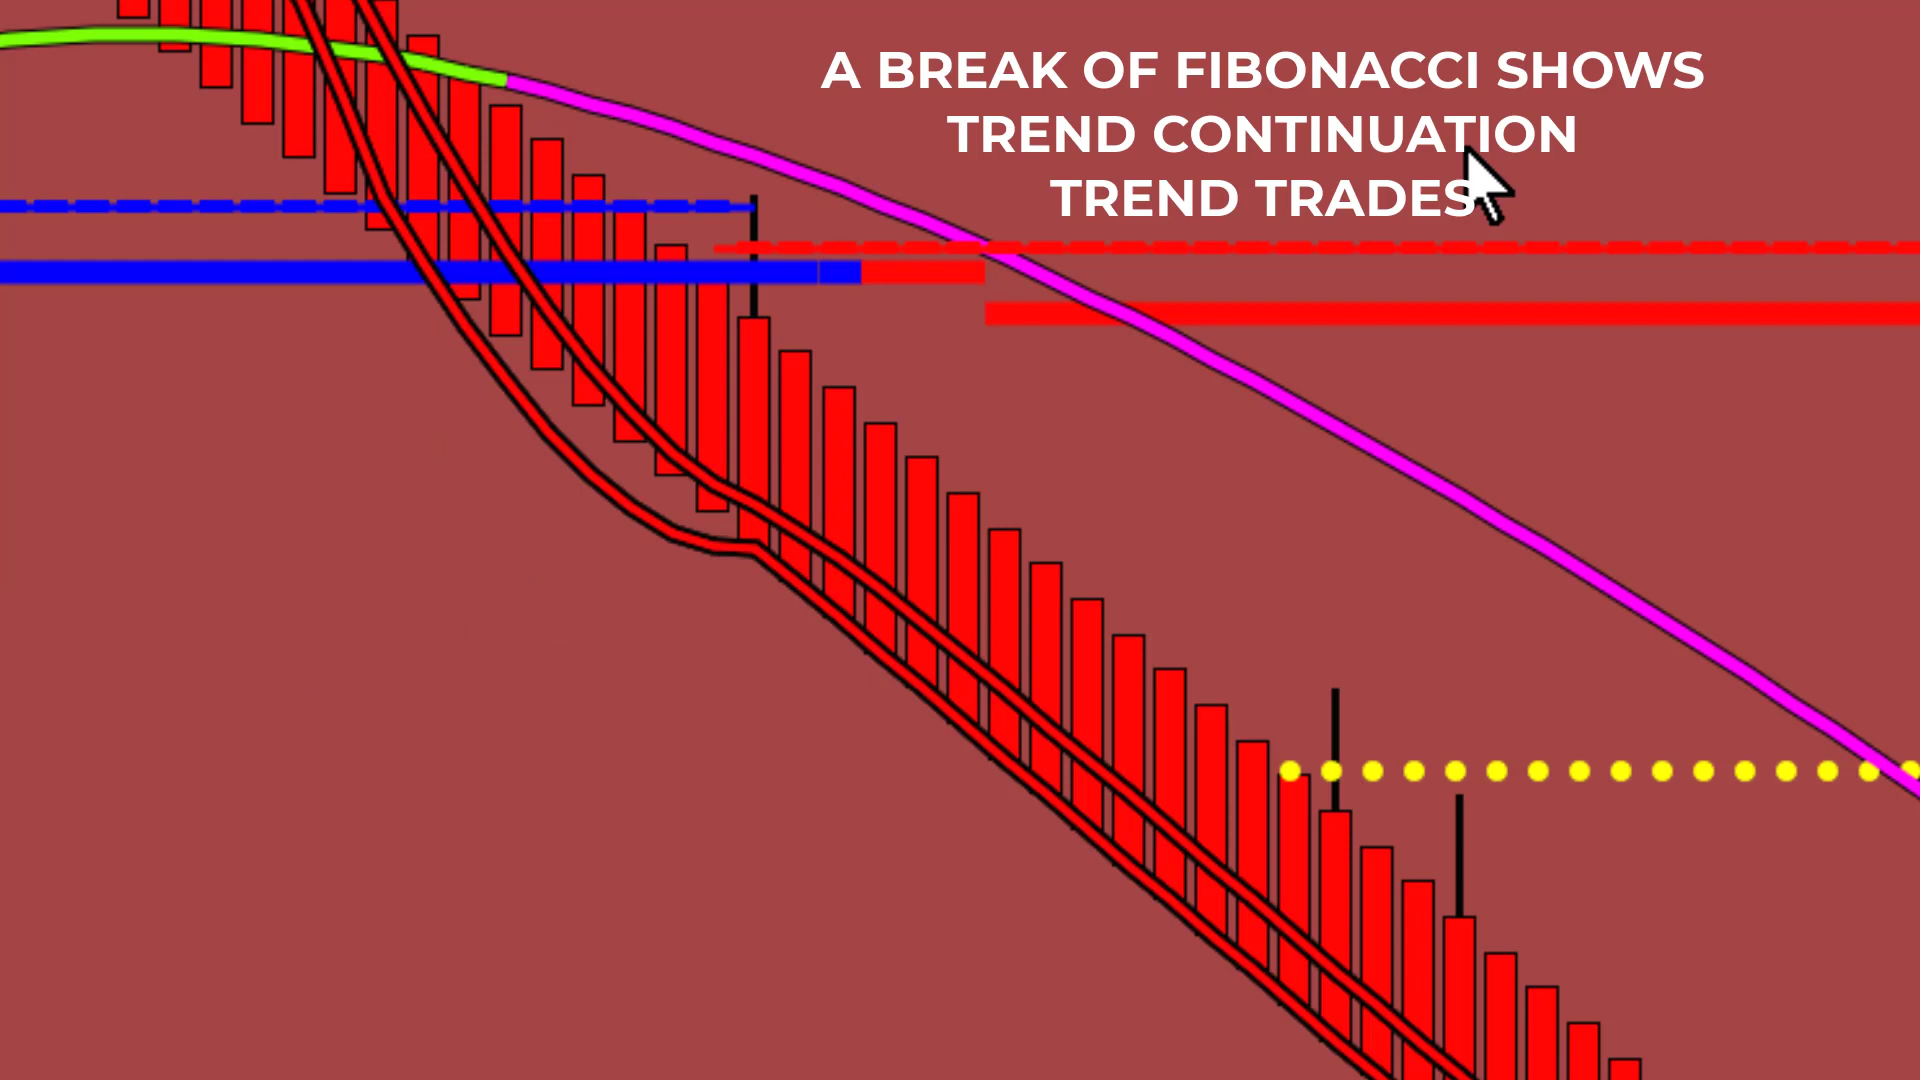 A BREAK OF FIBONACCI SHOWS
TREND CONTINUATION
TREND TRADES